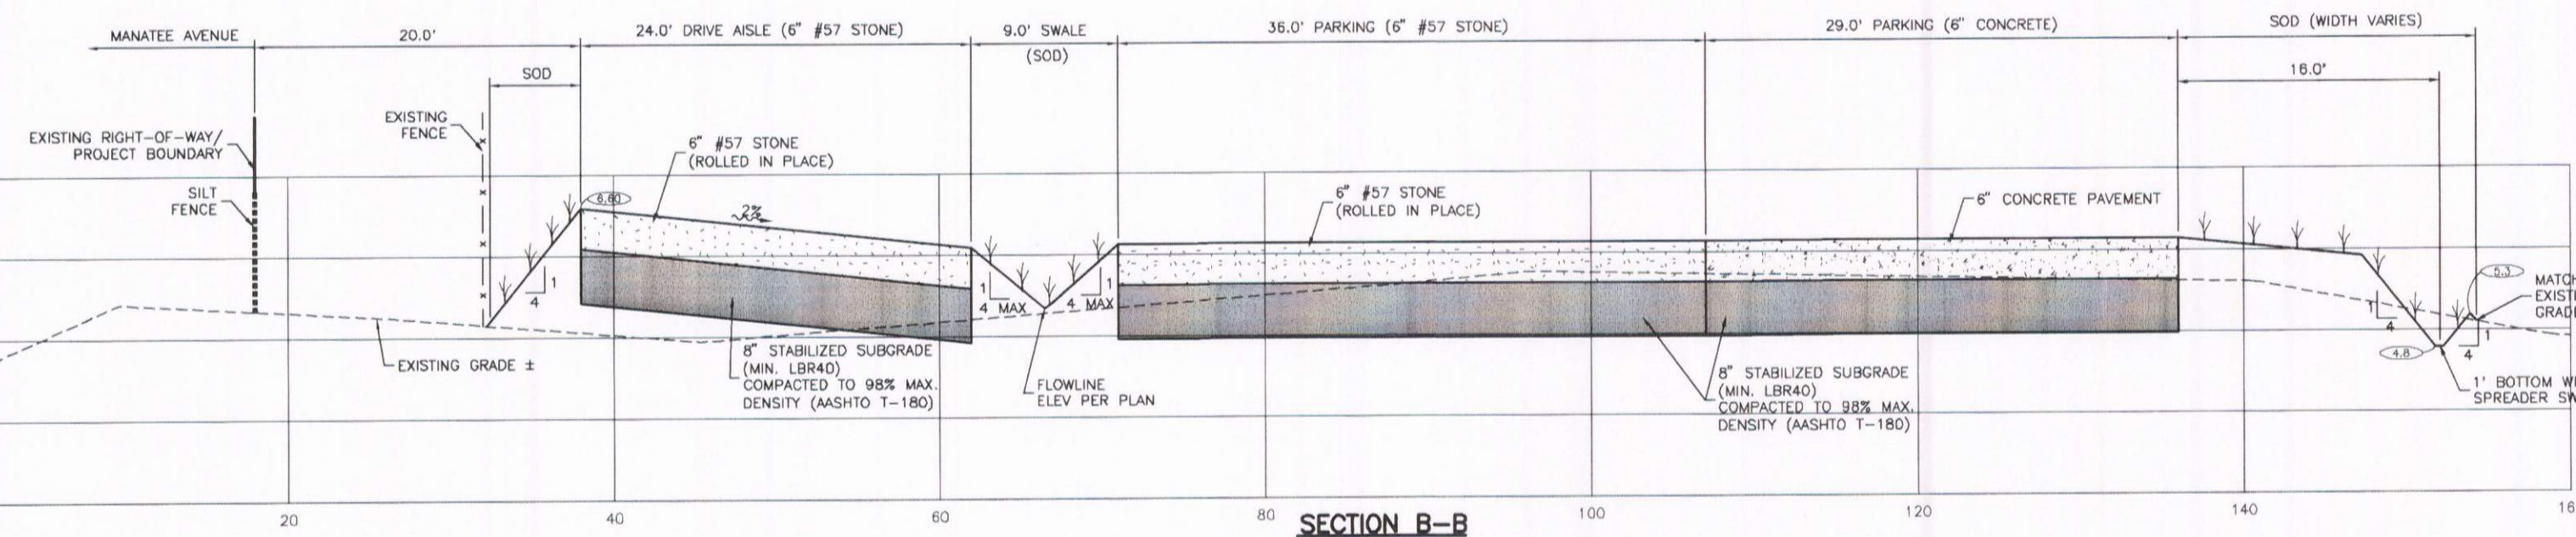 MANATEE AVENUE
20.0'
24.0' DRIVE AISLE (6" #57 STONE)
9.0' SWALE
(SOD)
36.0' PARKING (6" #57 STONE)
29.0' PARKING (6" CONCRETE)
SOD (WIDTH VARIES)
16.0'
SOD
EXISTING RIGHT-OF-WAY/
PROJECT BOUNDARY
EXISTING
FENCE
SILT
FENCE
6.60
6" #57 STONE
(ROLLED IN PLACE)
2%
6" #57 STONE
(ROLLED IN PLACE)
6" CONCRETE PAVEMENT
1
4
1
4 MAX
1
4 MAX
1
4
5.3
MATCH
EXIST
GRAD
4.8
1
4
EXISTING GRADE ±
8" STABILIZED SUBGRADE
(MIN. LBR40)
COMPACTED TO 98% MAX.
DENSITY (AASHTO T-180)
FLOWLINE
ELEV PER PLAN
8" STABILIZED SUBGRADE
(MIN. LBR40)
COMPACTED TO 98% MAX.
DENSITY (AASHTO T-180)
1' BOTTOM
SPREADER
20
40
60
80
100
120
140
16
SECTION B-B